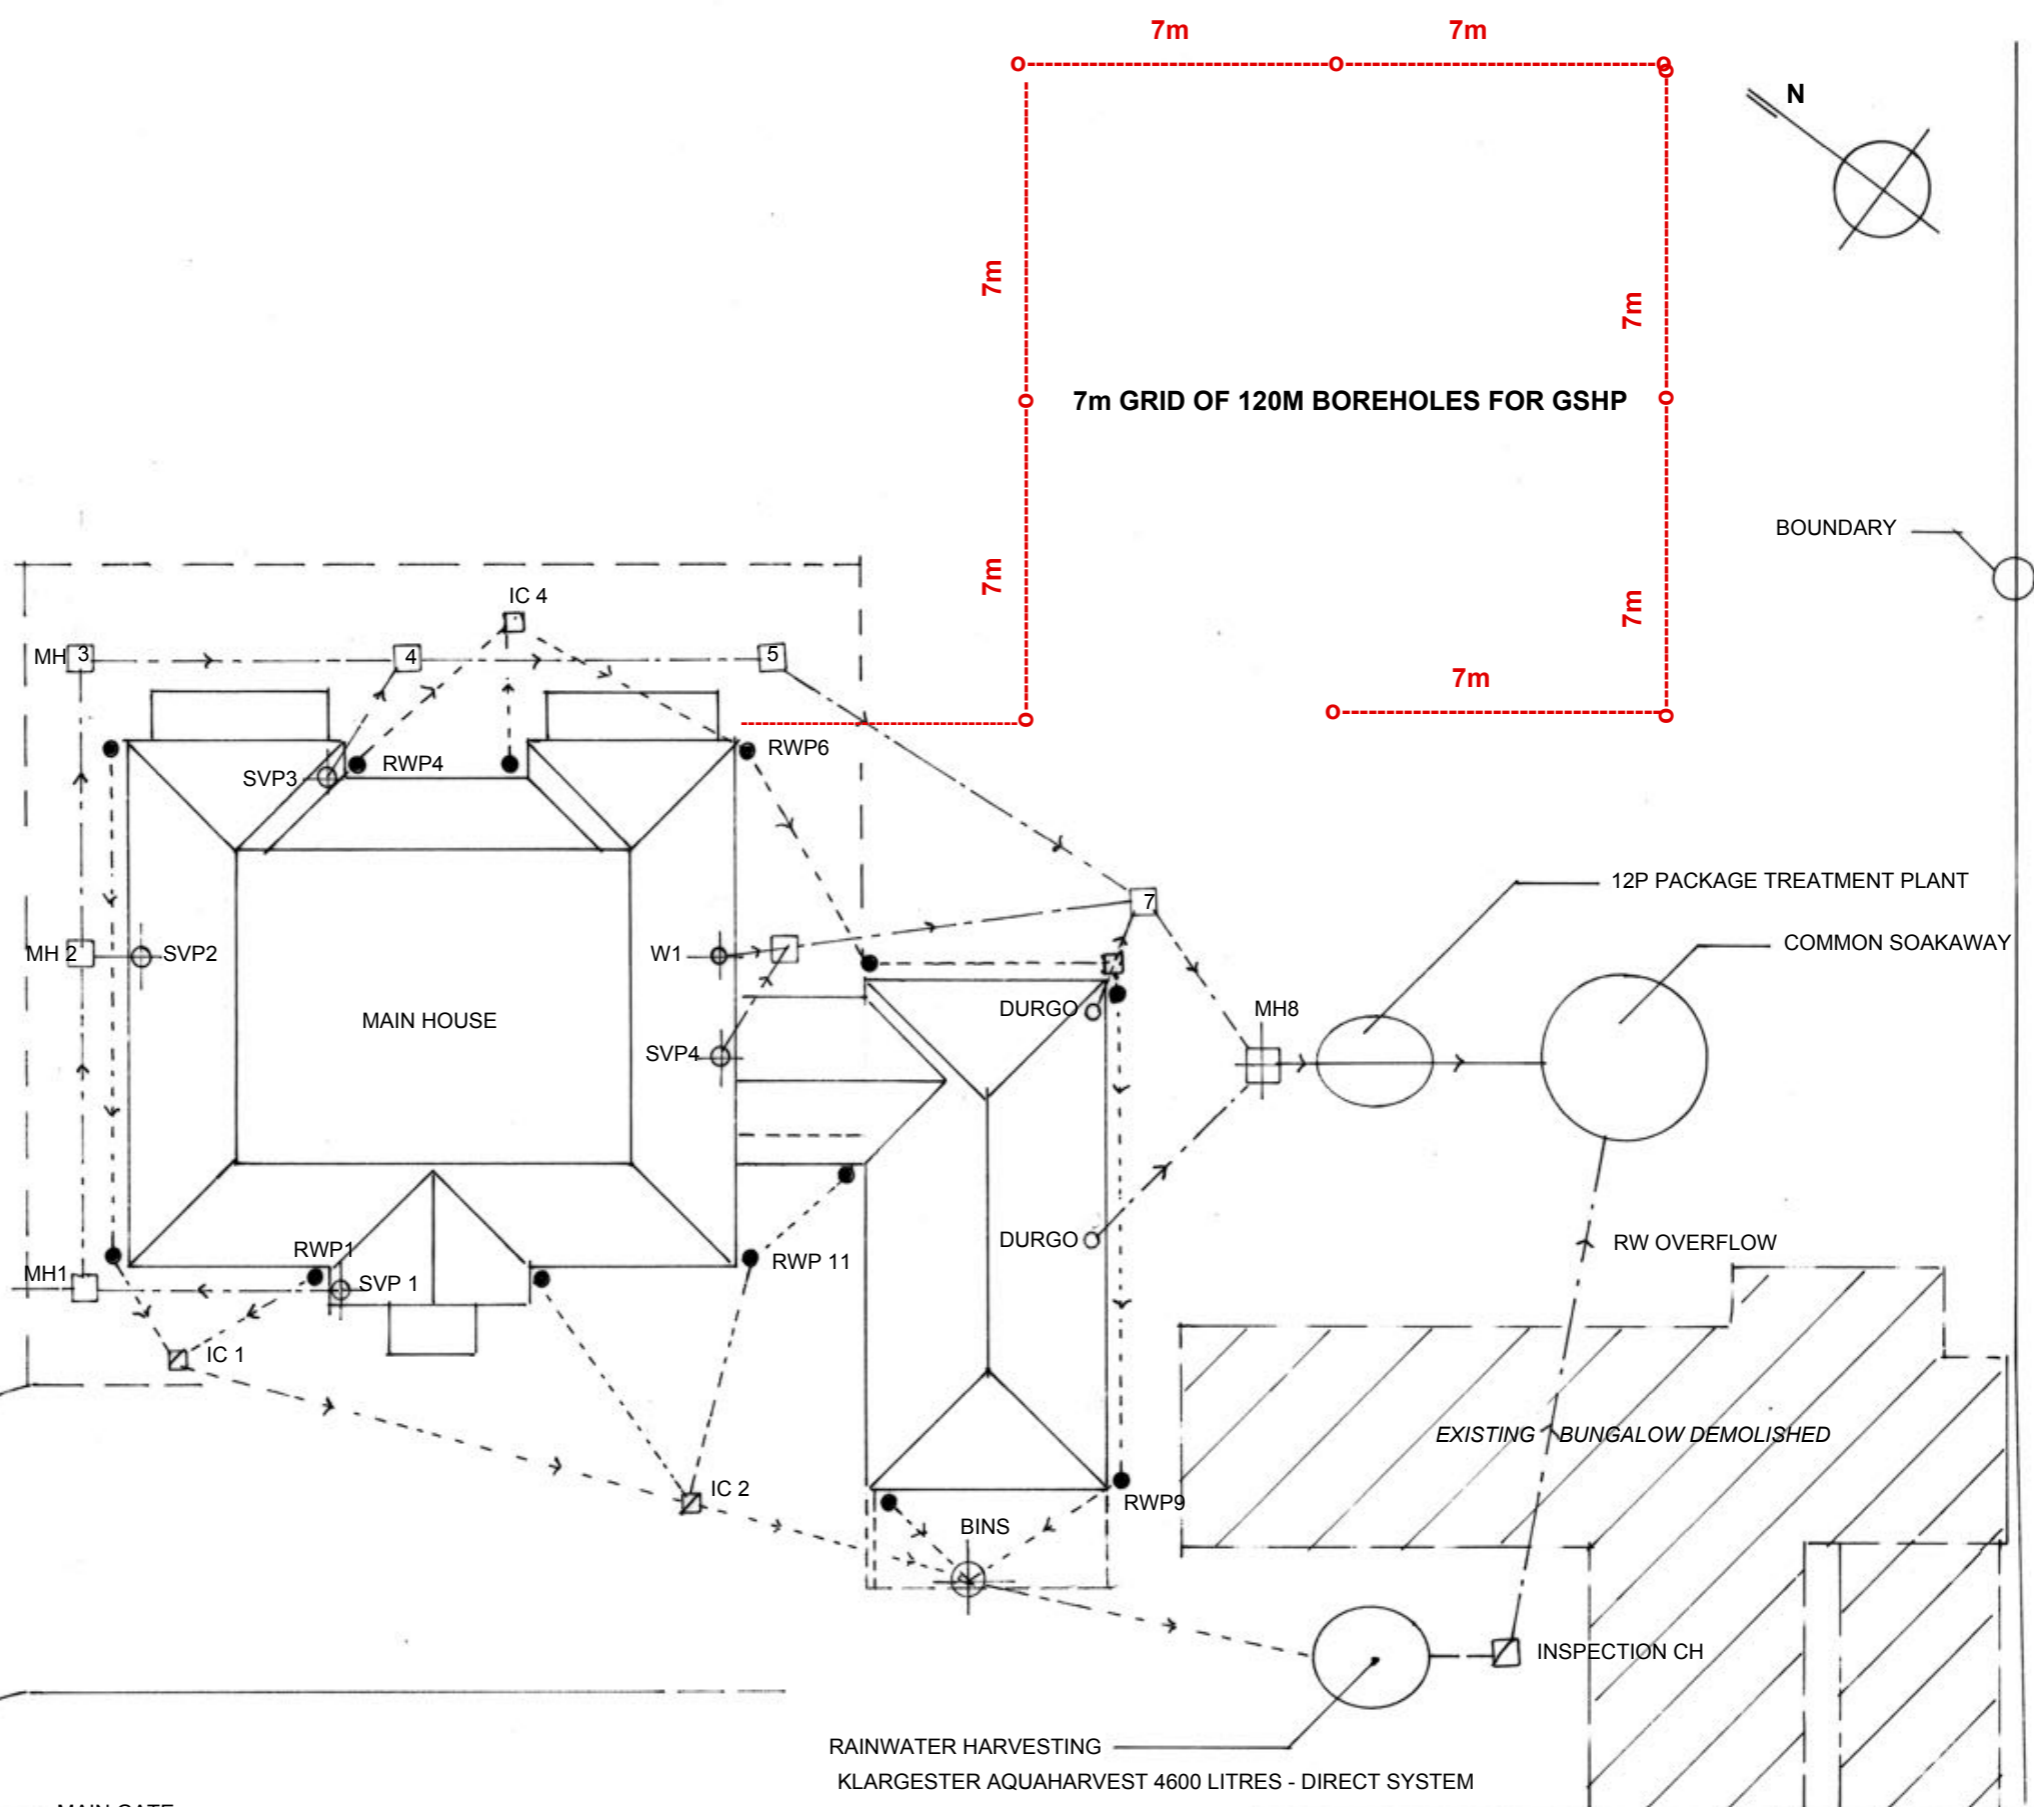 7m 7m
N
7m
7m
7m GRID OF 120M BOREHOLES FOR GSHP
BOUNDARY
7m
7m
IC 4
MH 3
4
5
7m
RWP6
RWP4
SVP3
12P PACKAGE TREATMENT PLANT
7
COMMON SOAKAWAY
MH 2
SVP2
W1
DURGO
MH8
MAIN HOUSE
SVP4
DURGO
RW OVERFLOW
RWP1
RWP 11
MH1
SVP 1
IC 1
EXISTING BUNGALOW DEMOLISHED
IC 2
RWP9
BINS
INSPECTION CH
RAINWATER HARVESTING
KLARGESTER AQUAHARVEST 4600 LITRES - DIRECT SYSTEM
MAIN GATE